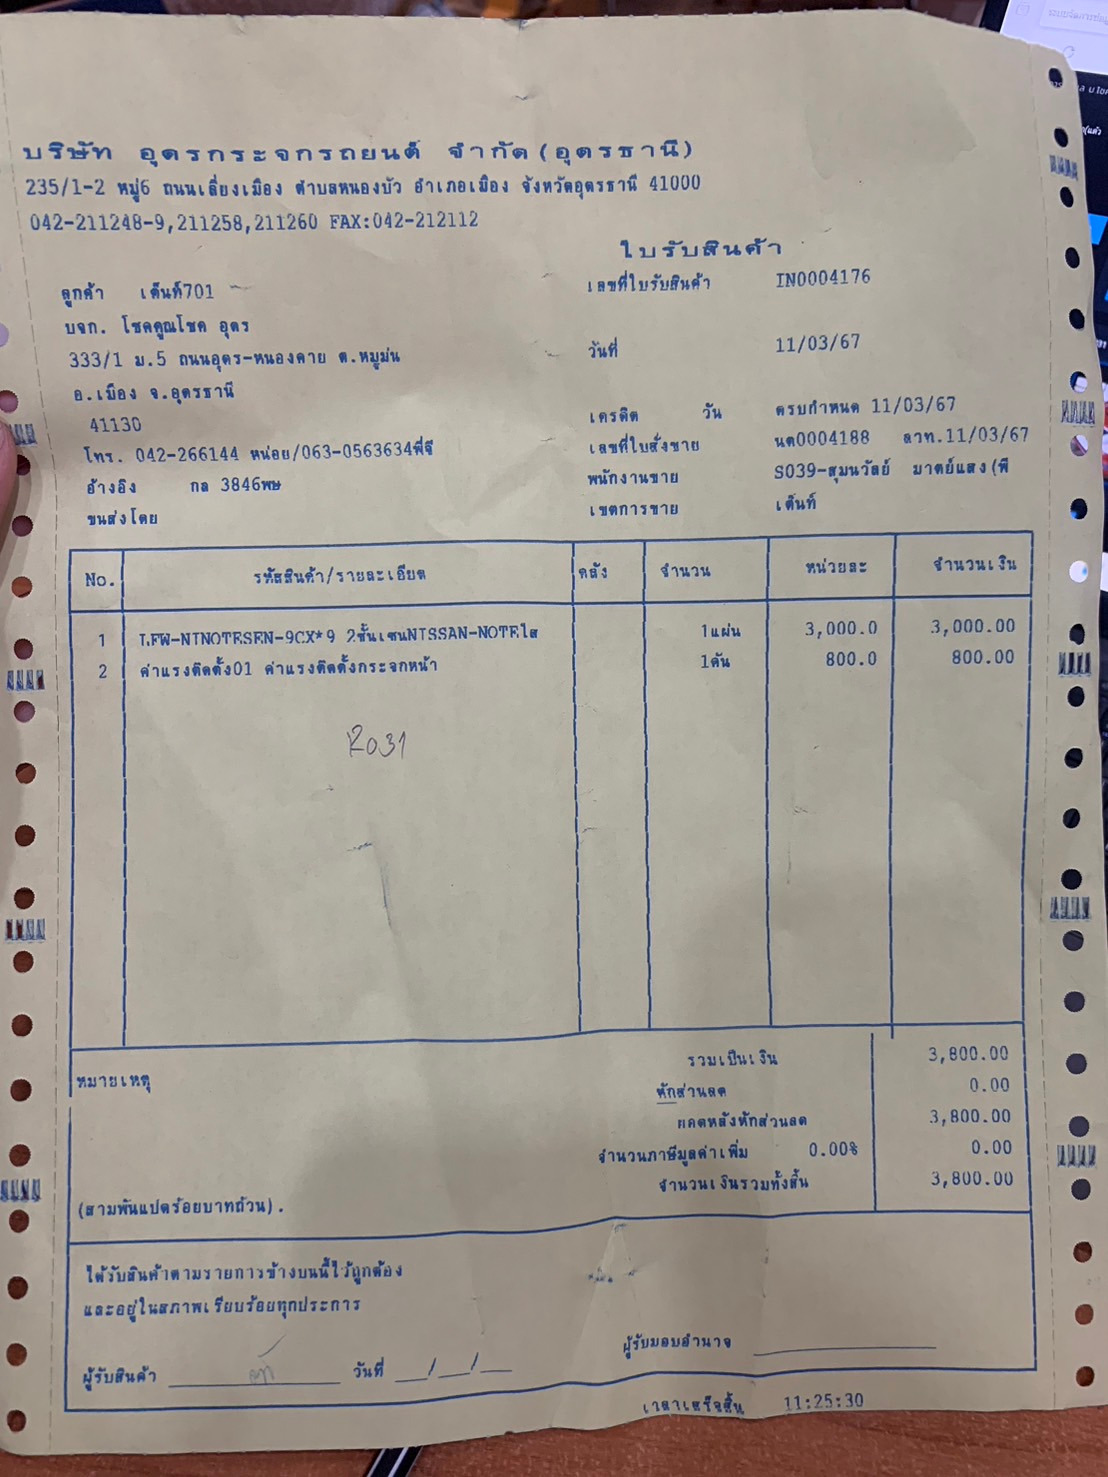 บริษัท อุดรกระจกรถยนต์ จำกัด(อุดรธานี)
235/1-2 หมู่6 ถนนเลี่ยงเมือง ตำบลหนองบัว อำเภอเมือง จังหวัดอุดรธานี 41000
042-211248-9,211258,211260 FAX:042-212112
ใบรับสินค้า
ลูกค้า เต็นท์701
เลขที่ใบรับสินค้า IN0004176
บจก. โชคคูณโชค อุดร
333/1 ม.5 ถนนอุดร-หนองคาย ต.หมูม่น
วันที่ 11/03/67
อ.เมือง จ.อุดรธานี
41130
เครดิต วัน ครบกำหนด 11/03/67
โทร. 042-266144 หน่อย/063-0563634พี่จี
เลขที่ใบสั่งขาย นต0004188 ลวท.11/03/67
อ้างอิง กล 3846พษ
พนักงานขาย S039-สุมนวัลย์ มาตย์แสง(พี
ขนส่งโดย
เขตการขาย เต็นท์
No. รหัสสินค้า/รายละเอียด คลัง จำนวน หน่วยละ จำนวนเงิน
1 LFW-NINOTESEN-9CX*9 2ชั้นเซนNISSAN-NOTEใส 1แผ่น 3,000.0 3,000.00
2 ค่าแรงติดตั้ง01 ค่าแรงติดตั้งกระจกหน้า 1คัน 800.0 800.00
R031
รวมเป็นเงิน 3,800.00
หมายเหตุ
หักส่วนลด 0.00
ยอดหลังหักส่วนลด 3,800.00
จำนวนภาษีมูลค่าเพิ่ม 0.00% 0.00
จำนวนเงินรวมทั้งสิ้น 3,800.00
(สามพันแปดร้อยบาทถ้วน).
ได้รับสินค้าตามรายการข้างบนนี้ไว้ถูกต้อง
และอยู่ในสภาพเรียบร้อยทุกประการ
ผู้รับสินค้า วันที่ __/__/__
ผู้รับมอบอำนาจ
เวลาเสร็จสิ้น 11:25:30